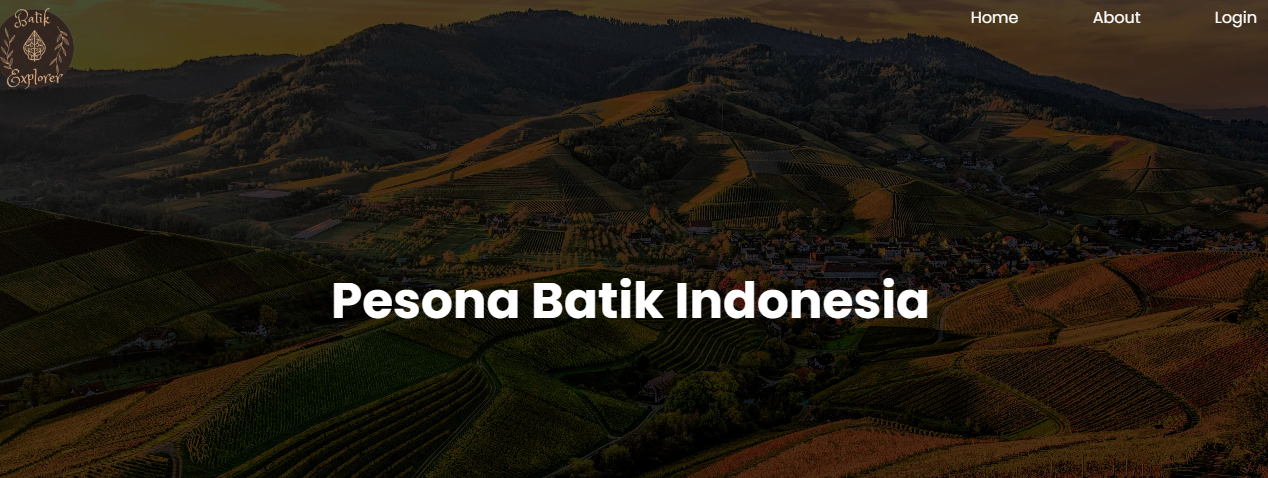 Batik
Explorer
Home About Login
Pesona Batik Indonesia